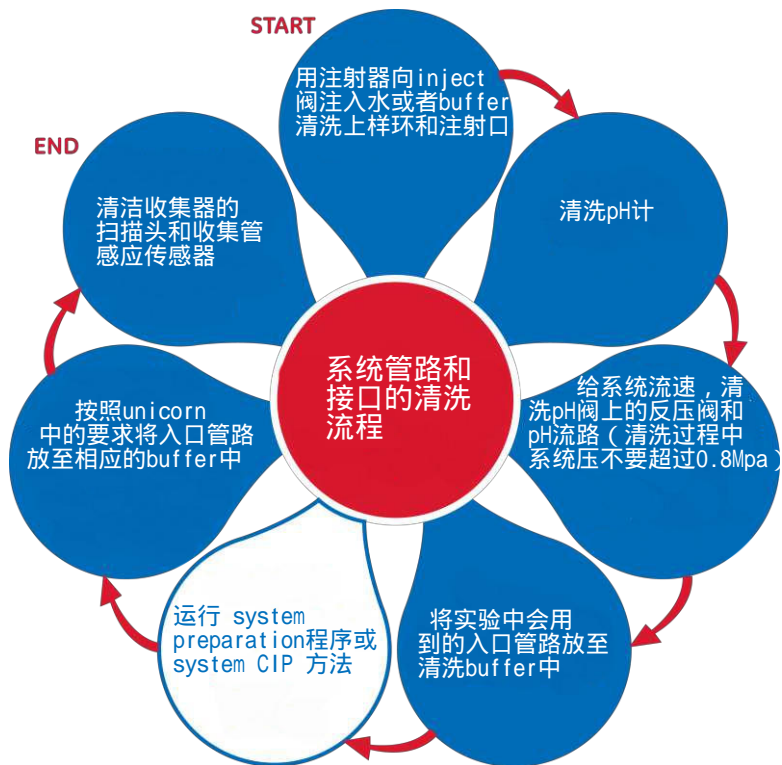 START
用注射器向inject
阀注入水或者buffer
清洗上样环和注射口
清洗pH计
给系统流速，清
洗pH阀上的反压阀和
pH流路（清洗过程中
系统压不要超过0.8Mpa）
将实验中会用
到的入口管路放至
清洗buffer中
运行 system
preparation程序或
system CIP 方法
按照unicorn
中的要求将入口管路
放至相应的buffer中
END
清洁收集器的
扫描头和收集管
感应传感器
系统管路和
接口的清洗
流程